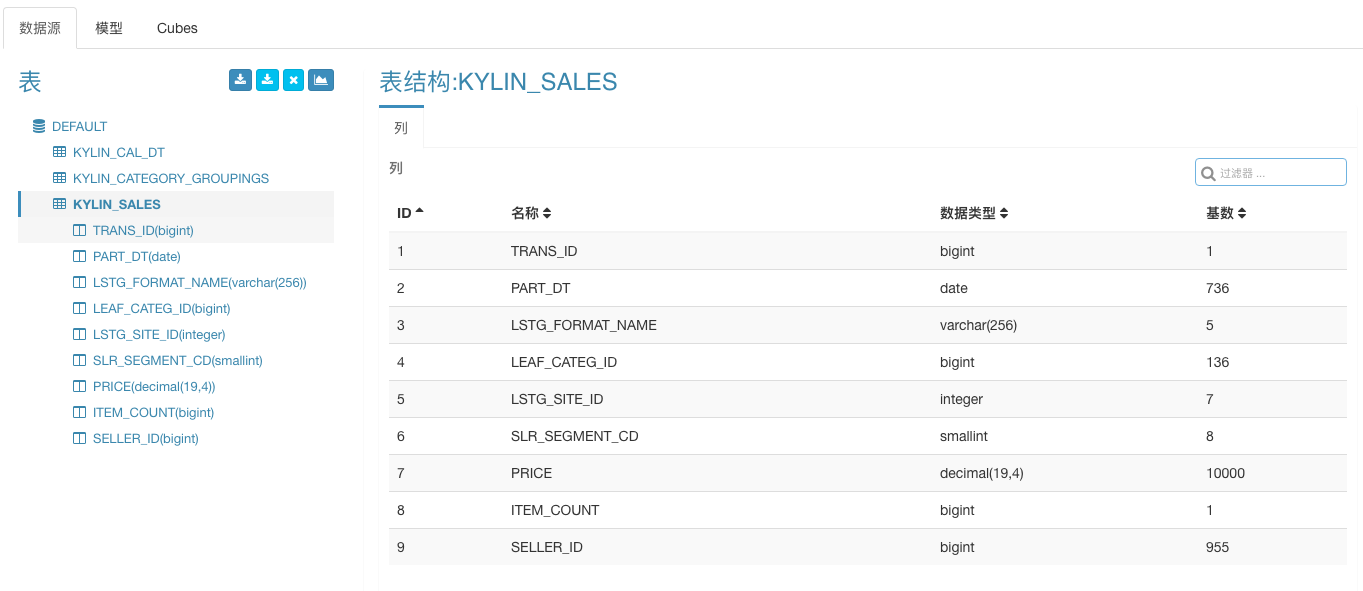 数据源 模型 Cubes
表
DEFAULT
KYLIN_CAL_DT
KYLIN_CATEGORY_GROUPINGS
KYLIN_SALES
TRANS_ID(bigint)
PART_DT(date)
LSTG_FORMAT_NAME(varchar(256))
LEAF_CATEG_ID(bigint)
LSTG_SITE_ID(integer)
SLR_SEGMENT_CD(smallint)
PRICE(decimal(19,4))
ITEM_COUNT(bigint)
SELLER_ID(bigint)
表结构:KYLIN_SALES
列
列
过滤器 ...
ID 名称 数据类型 基数
1 TRANS_ID bigint 1
2 PART_DT date 736
3 LSTG_FORMAT_NAME varchar(256) 5
4 LEAF_CATEG_ID bigint 136
5 LSTG_SITE_ID integer 7
6 SLR_SEGMENT_CD smallint 8
7 PRICE decimal(19,4) 10000
8 ITEM_COUNT bigint 1
9 SELLER_ID bigint 955